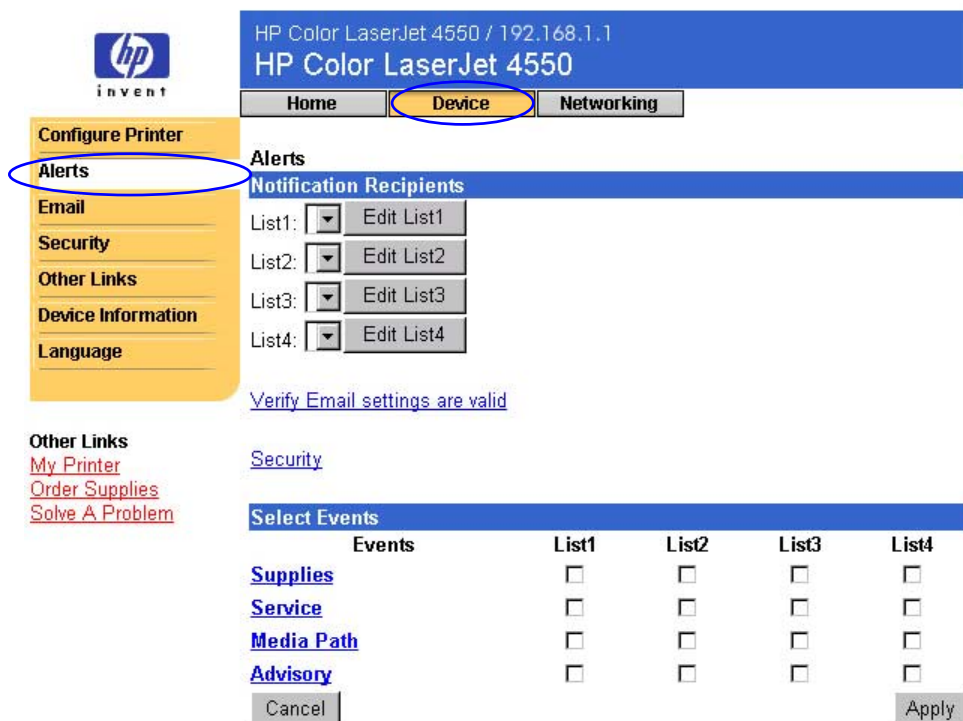 hp
invent
HP Color LaserJet 4550 / 192.168.1.1
HP Color LaserJet 4550
Home Device Networking
Configure Printer
Alerts
Email
Security
Other Links
Device Information
Language
Other Links
My Printer
Order Supplies
Solve A Problem
Alerts
Notification Recipients
List1: Edit List1
List2: Edit List2
List3: Edit List3
List4: Edit List4
Verify Email settings are valid
Security
Select Events
Events List1 List2 List3 List4
Supplies
Service
Media Path
Advisory
Cancel Apply